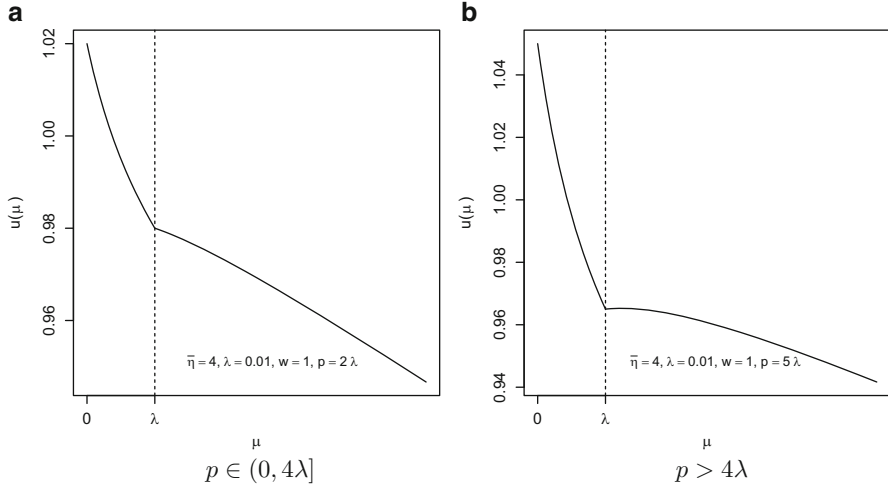 a
1.02
1.00
0.98
0.96
u(μ)
η̅ = 4, λ = 0.01, w = 1, p = 2 λ
0
λ
μ
p ∈ (0, 4λ]
b
1.04
1.02
1.00
0.98
0.96
0.94
u(μ)
η̅ = 4, λ = 0.01, w = 1, p = 5 λ
0
λ
μ
p > 4λ